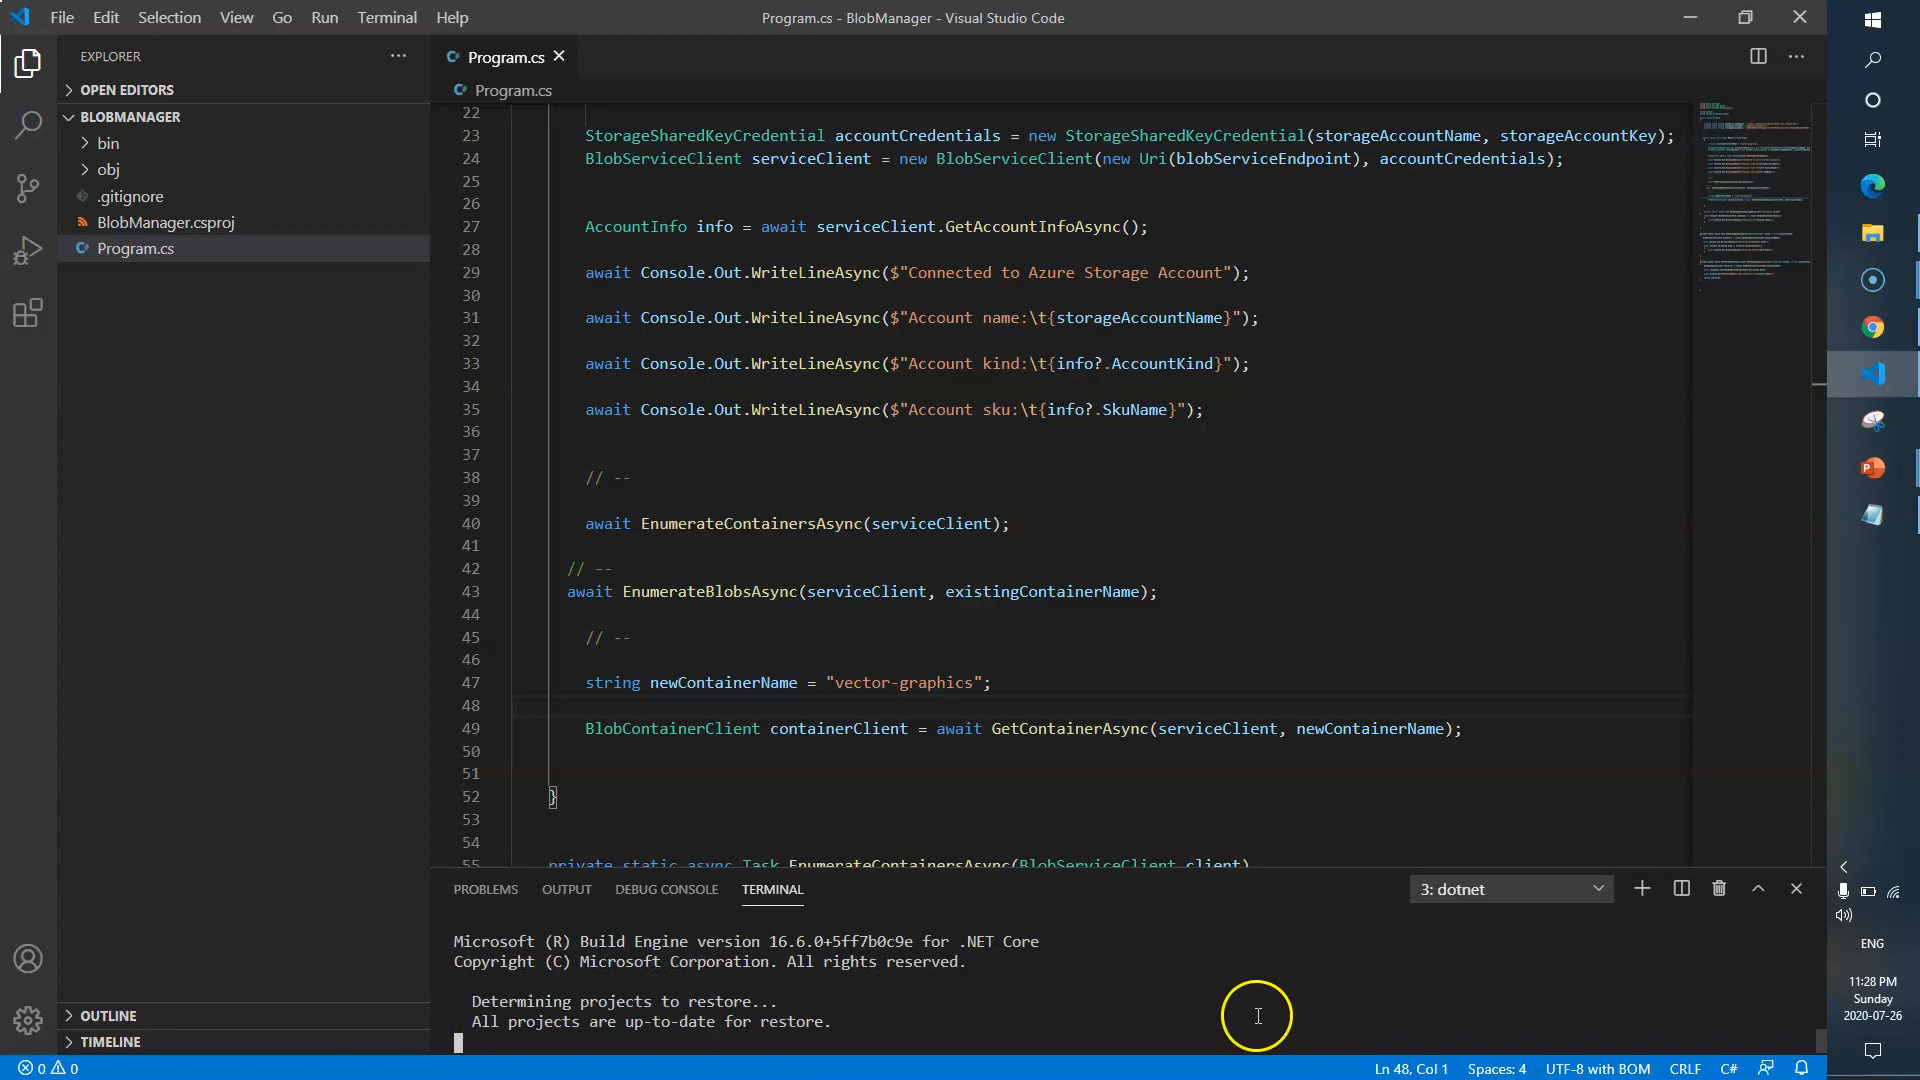 File Edit Selection View Go Run Terminal Help
Program.cs - BlobManager - Visual Studio Code
EXPLORER
OPEN EDITORS
BLOBMANAGER
bin
obj
.gitignore
BlobManager.csproj
Program.cs
OUTLINE
TIMELINE
Program.cs
Program.cs
22
23 StorageSharedKeyCredential accountCredentials = new StorageSharedKeyCredential(storageAccountName, storageAccountKey);
24 BlobServiceClient serviceClient = new BlobServiceClient(new Uri(blobServiceEndpoint), accountCredentials);
25
26
27 AccountInfo info = await serviceClient.GetAccountInfoAsync();
28
29 await Console.Out.WriteLineAsync($"Connected to Azure Storage Account");
30
31 await Console.Out.WriteLineAsync($"Account name:\t{storageAccountName}");
32
33 await Console.Out.WriteLineAsync($"Account kind:\t{info?.AccountKind}");
34
35 await Console.Out.WriteLineAsync($"Account sku:\t{info?.SkuName}");
36
37
38 // --
39
40 await EnumerateContainersAsync(serviceClient);
41
42 // --
43 await EnumerateBlobsAsync(serviceClient, existingContainerName);
44
45 // --
46
47 string newContainerName = "vector-graphics";
48
49 BlobContainerClient containerClient = await GetContainerAsync(serviceClient, newContainerName);
50
51
52 }
53
54
55 private static async Task EnumerateContainersAsync(BlobServiceClient client)
PROBLEMS OUTPUT DEBUG CONSOLE TERMINAL
3: dotnet
Microsoft (R) Build Engine version 16.6.0+5ff7b0c9e for .NET Core
Copyright (C) Microsoft Corporation. All rights reserved.
Determining projects to restore...
All projects are up-to-date for restore.
0 0
Ln 48, Col 1 Spaces: 4 UTF-8 with BOM CRLF C#
ENG
11:28 PM
Sunday
2020-07-26